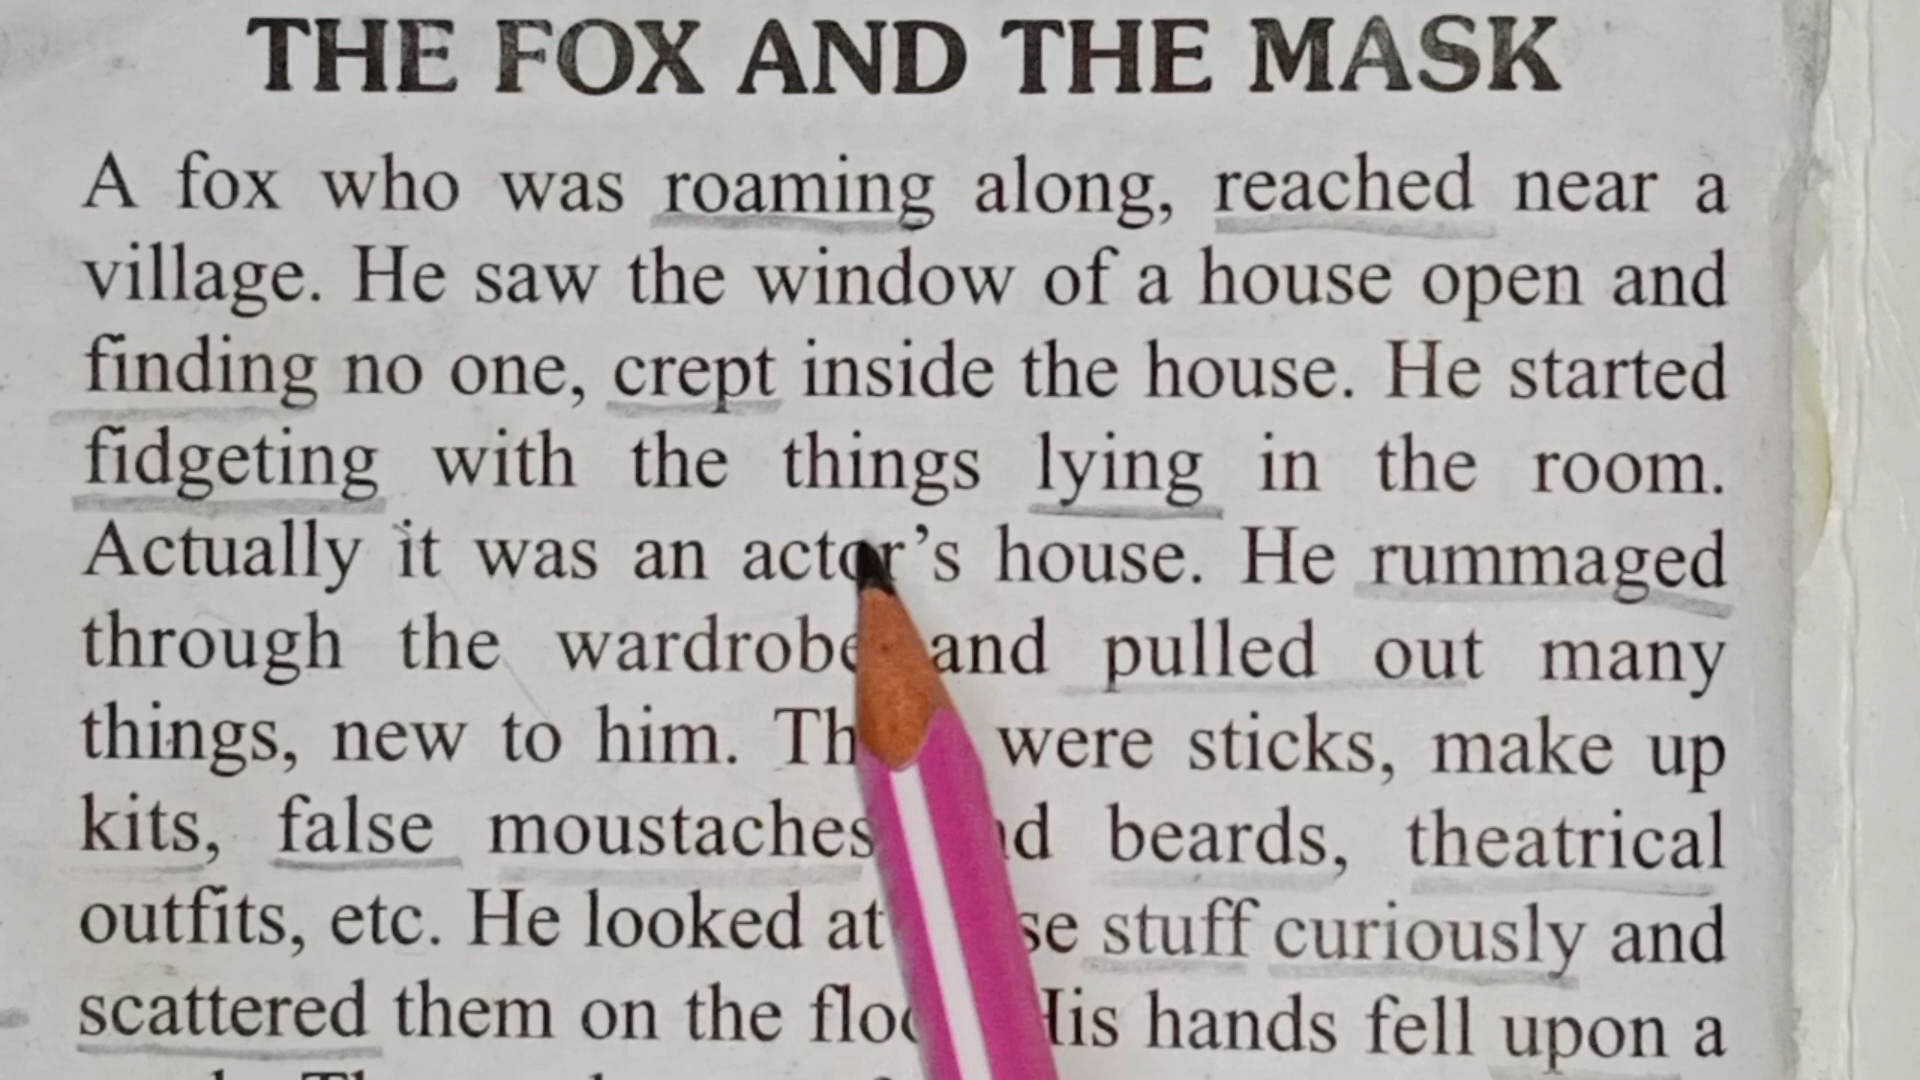 THE FOX AND THE MASK
A fox who was roaming along, reached near a
village. He saw the window of a house open and
finding no one, crept inside the house. He started
fidgeting with the things lying in the room.
Actually it was an actor's house. He rummaged
through the wardrobe and pulled out many
things, new to him. were sticks, make up
kits, false moustaches beards, theatrical
outfits, etc. He looked at stuff curiously and
scattered them on the His hands fell upon a